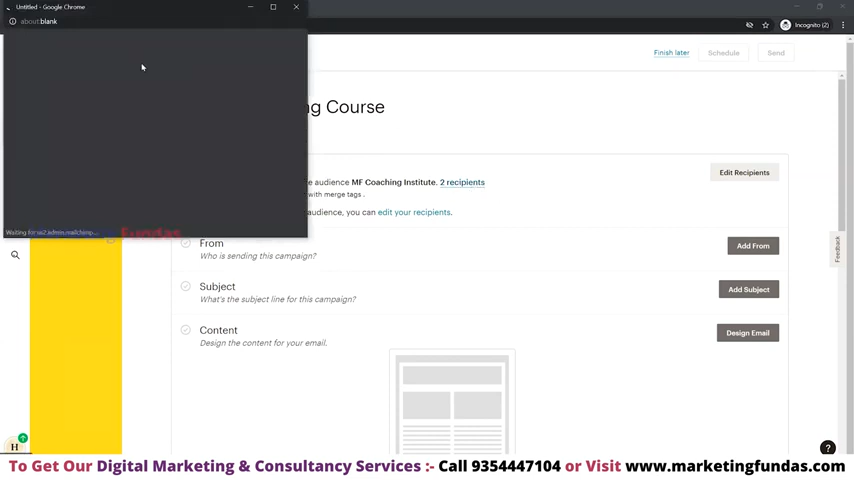 Untitled - Google Chrome
about:blank
Incognito (2)
Finish later
Schedule
Send
ng Course
e audience MF Coaching Institute. 2 recipients
with merge tags .
audience, you can edit your recipients.
Edit Recipients
Waiting for us2.admin.mailchimp...
Fundas
From
Who is sending this campaign?
Add From
Feedback
Subject
What's the subject line for this campaign?
Add Subject
Content
Design the content for your email.
Design Email
H
?
To Get Our Digital Marketing & Consultancy Services :- Call 9354447104 or Visit www.marketingfundas.com